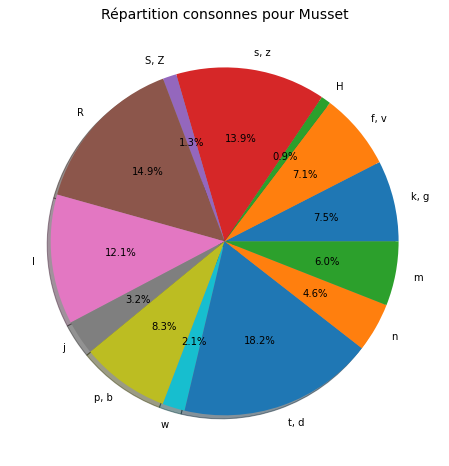 Répartition consonnes pour Musset
S, Z
s, z
H
f, v
R
k, g
1.3%
13.9%
0.9%
7.1%
14.9%
7.5%
l
12.1%
6.0%
m
3.2%
4.6%
n
j
8.3%
2.1%
18.2%
p, b
w
t, d